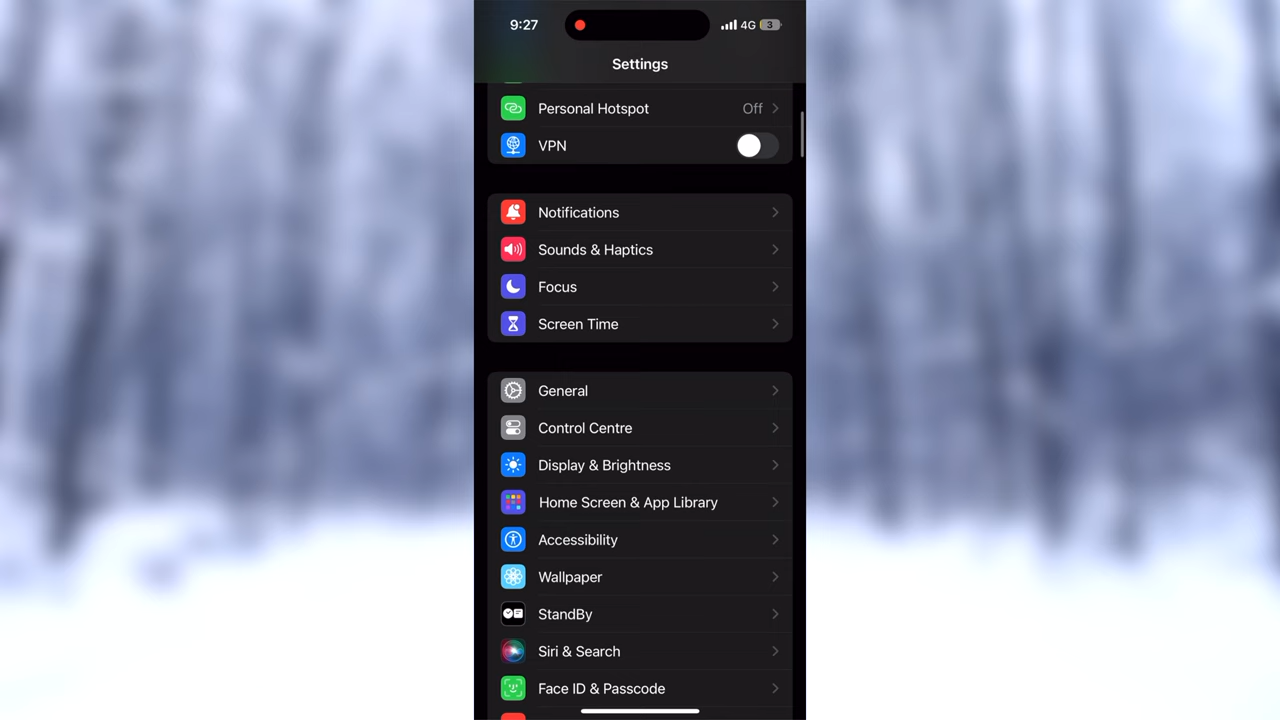 9:27
4G 3
Settings
Personal Hotspot Off
VPN
Notifications
Sounds & Haptics
Focus
Screen Time
General
Control Centre
Display & Brightness
Home Screen & App Library
Accessibility
Wallpaper
StandBy
Siri & Search
Face ID & Passcode